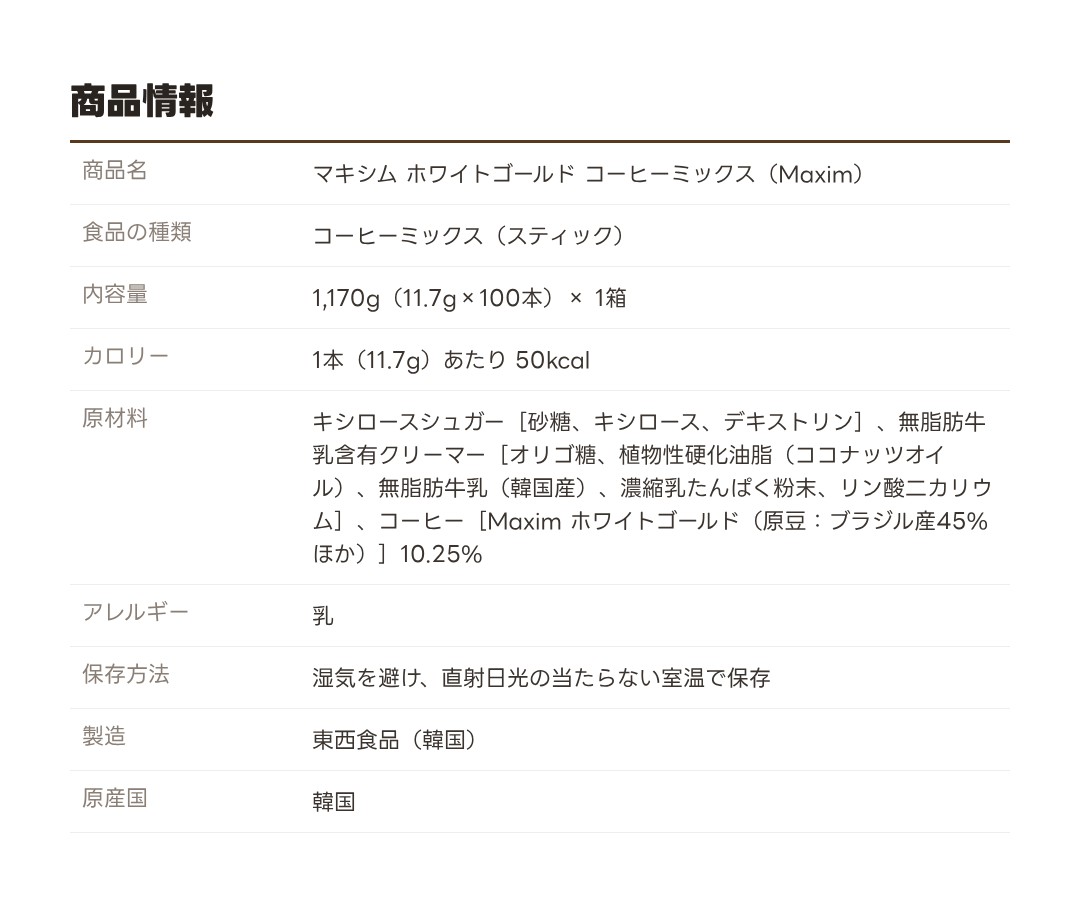 商品情報
商品名
マキシム ホワイトゴールド コーヒーミックス（Maxim）
食品の種類
コーヒーミックス（スティック）
内容量
1,170g（11.7g×100本）× 1箱
カロリー
1本（11.7g）あたり 50kcal
原材料
キシロースシュガー［砂糖、キシロース、デキストリン］、無脂肪牛
乳含有クリーマー［オリゴ糖、植物性硬化油脂（ココナッツオイ
ル）、無脂肪牛乳（韓国産）、濃縮乳たんぱく粉末、リン酸二カリウ
ム］、コーヒー［Maxim ホワイトゴールド（原豆：ブラジル産45%
ほか）］10.25%
アレルギー
乳
保存方法
湿気を避け、直射日光の当たらない室温で保存
製造
東西食品（韓国）
原産国
韓国